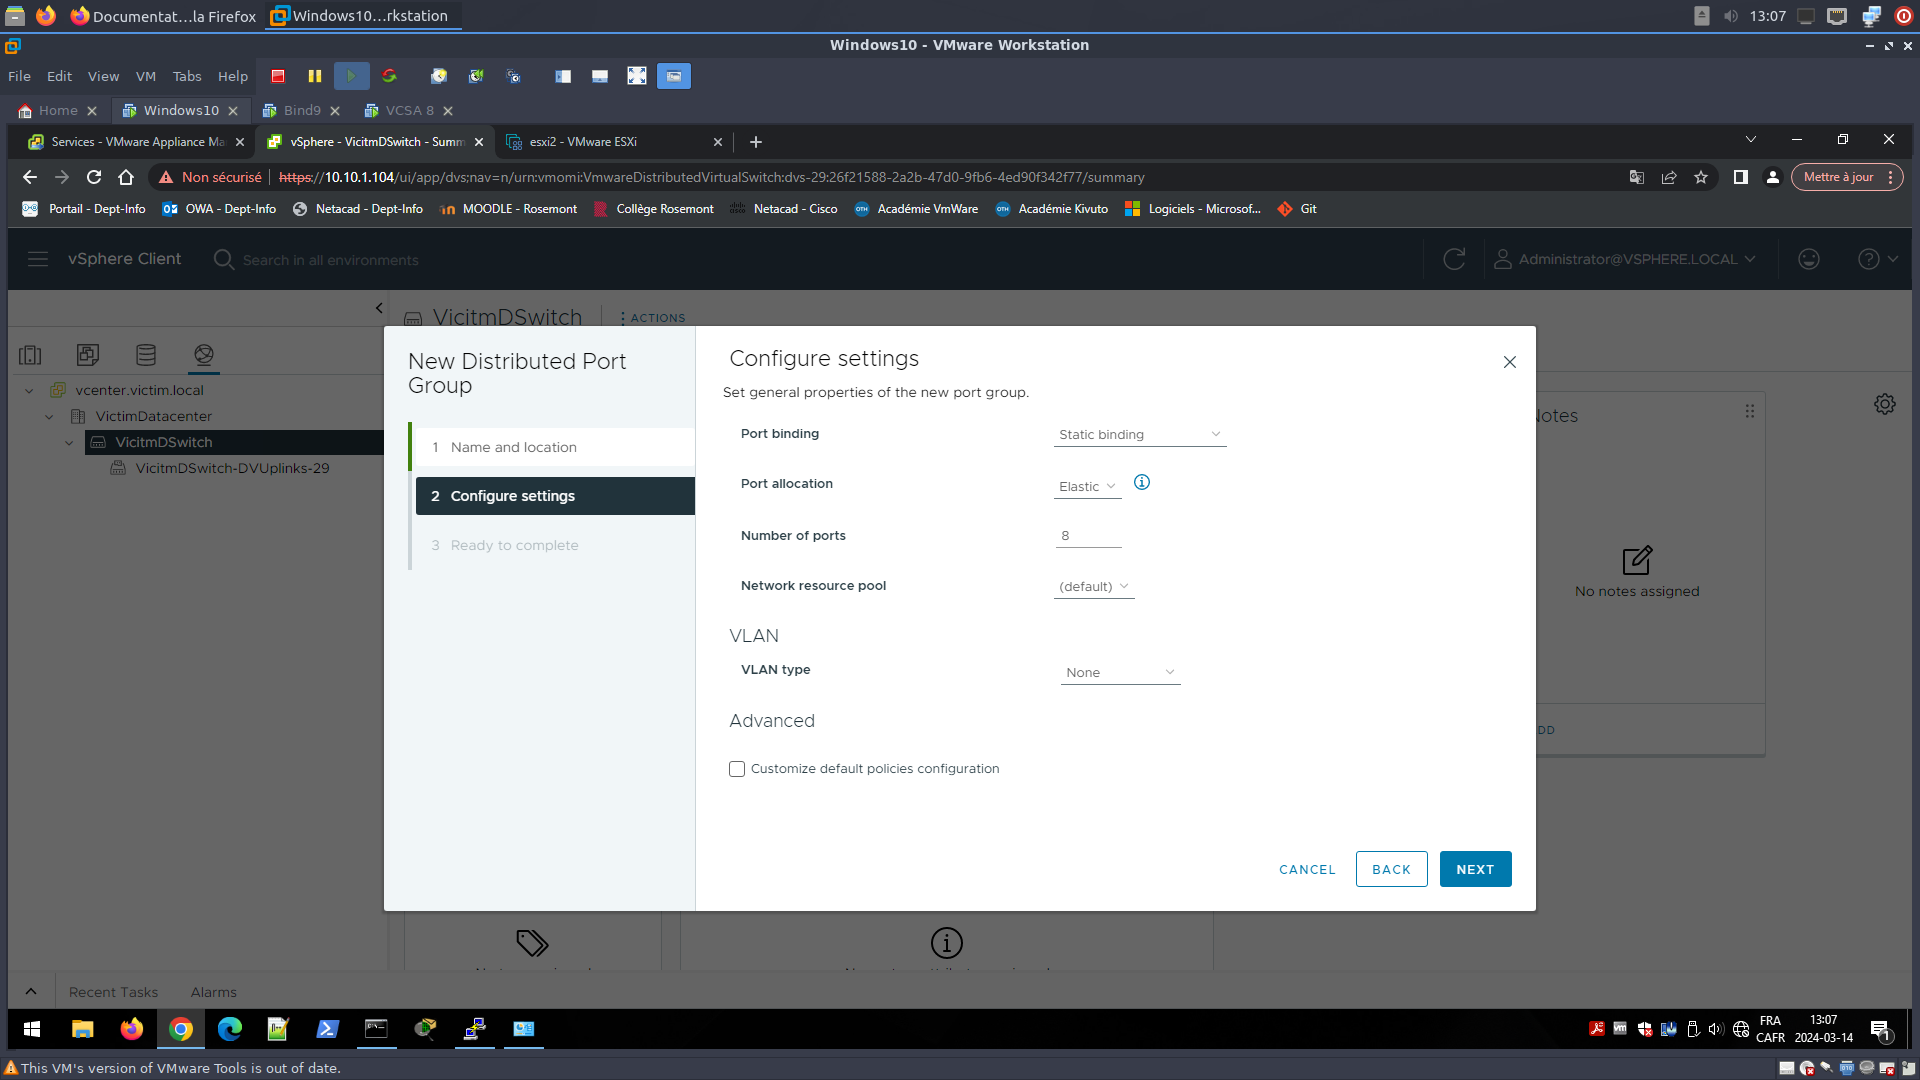 Documentat...la Firefox
Windows10...rkstation
13:07
Windows10 - VMware Workstation
File Edit View VM Tabs Help
Home
Windows10
Bind9
VCSA 8
Services - VMware Appliance Ma
vSphere - VicitmDSwitch - Summ
esxi2 - VMware ESXi
Non sécurisé
https://10.10.1.104/ui/app/dvs;nav=n/urn:vmomi:VmwareDistributedVirtualSwitch:dvs-29:26f21588-2a2b-47d0-9fb6-4ed90f342f77/summary
Mettre à jour
Portail - Dept-Info
OWA - Dept-Info
Netacad - Dept-Info
MOODLE - Rosemont
Collège Rosemont
Netacad - Cisco
Académie VmWare
Académie Kivuto
Logiciels - Microsof...
Git
vSphere Client
Search in all environments
Administrator@VSPHERE.LOCAL
VicitmDSwitch
ACTIONS
vcenter.victim.local
VictimDatacenter
VicitmDSwitch
VicitmDSwitch-DVUplinks-29
New Distributed Port
Group
1 Name and location
2 Configure settings
3 Ready to complete
Configure settings
Set general properties of the new port group.
Port binding
Static binding
Port allocation
Elastic
Number of ports
8
Network resource pool
(default)
VLAN
VLAN type
None
Advanced
Customize default policies configuration
CANCEL
BACK
NEXT
otes
No notes assigned
DD
Recent Tasks
Alarms
FRA
CAFR
13:07
2024-03-14
1
This VM's version of VMware Tools is out of date.